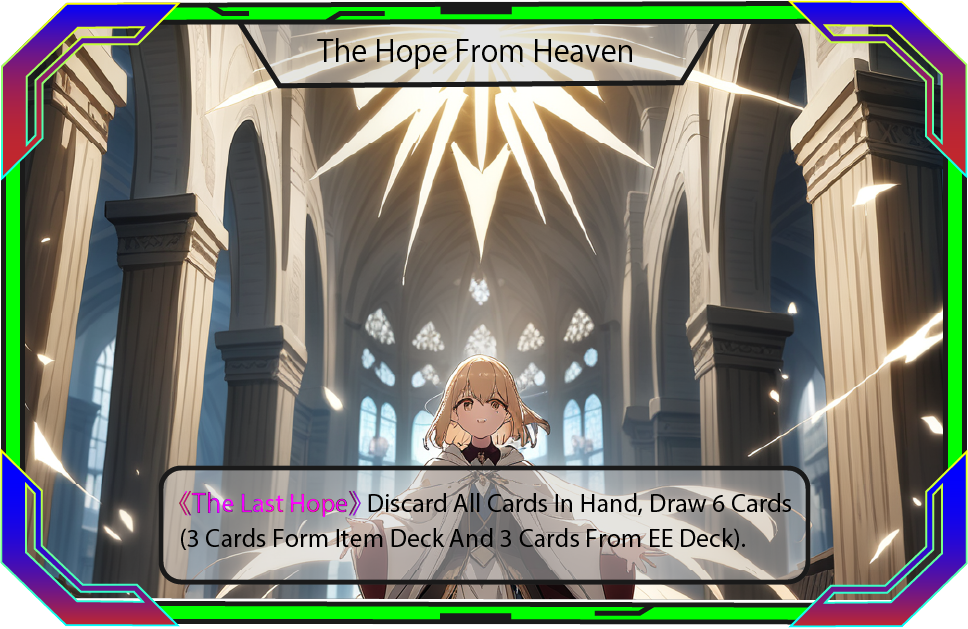 The Hope From Heaven
《The Last Hope》 Discard All Cards In Hand, Draw 6 Cards
(3 Cards Form Item Deck And 3 Cards From EE Deck).